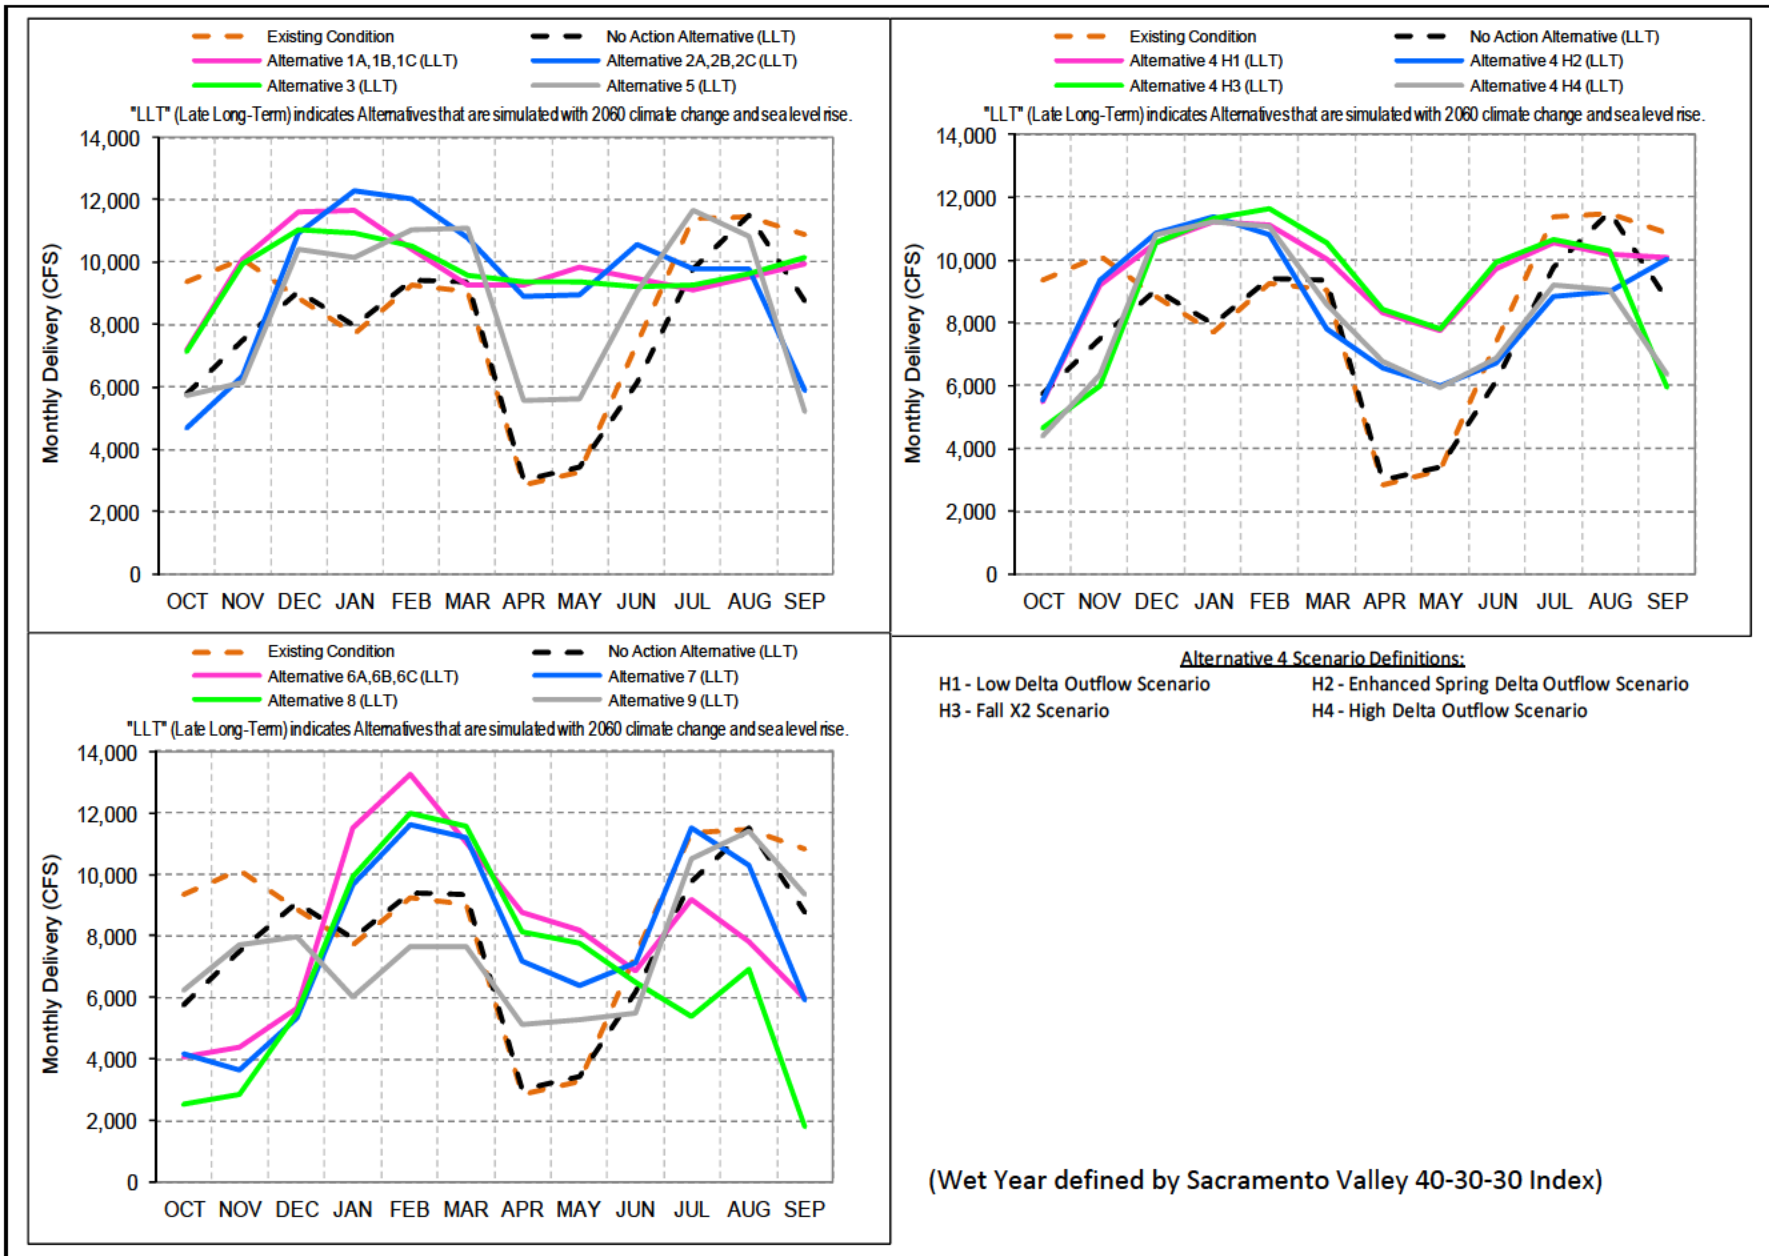 Existing Condition
No Action Alternative (LLT)
Alternative 1A,1B,1C (LLT)
Alternative 2A,2B,2C (LLT)
Alternative 3 (LLT)
Alternative 5 (LLT)
"LLT" (Late Long-Term) indicates Alternatives that are simulated with 2060 climate change and sea level rise.
Monthly Delivery (CFS)
14,000
12,000
10,000
8,000
6,000
4,000
2,000
0
OCT NOV DEC JAN FEB MAR APR MAY JUN JUL AUG SEP
Existing Condition
No Action Alternative (LLT)
Alternative 4 H1 (LLT)
Alternative 4 H2 (LLT)
Alternative 4 H3 (LLT)
Alternative 4 H4 (LLT)
"LLT" (Late Long-Term) indicates Alternatives that are simulated with 2060 climate change and sea level rise.
Monthly Delivery (CFS)
14,000
12,000
10,000
8,000
6,000
4,000
2,000
0
OCT NOV DEC JAN FEB MAR APR MAY JUN JUL AUG SEP
Existing Condition
No Action Alternative (LLT)
Alternative 6A,6B,6C (LLT)
Alternative 7 (LLT)
Alternative 8 (LLT)
Alternative 9 (LLT)
"LLT" (Late Long-Term) indicates Alternatives that are simulated with 2060 climate change and sea level rise.
Monthly Delivery (CFS)
14,000
12,000
10,000
8,000
6,000
4,000
2,000
0
OCT NOV DEC JAN FEB MAR APR MAY JUN JUL AUG SEP
Alternative 4 Scenario Definitions:
H1 - Low Delta Outflow Scenario
H2 - Enhanced Spring Delta Outflow Scenario
H3 - Fall X2 Scenario
H4 - High Delta Outflow Scenario
(Wet Year defined by Sacramento Valley 40-30-30 Index)